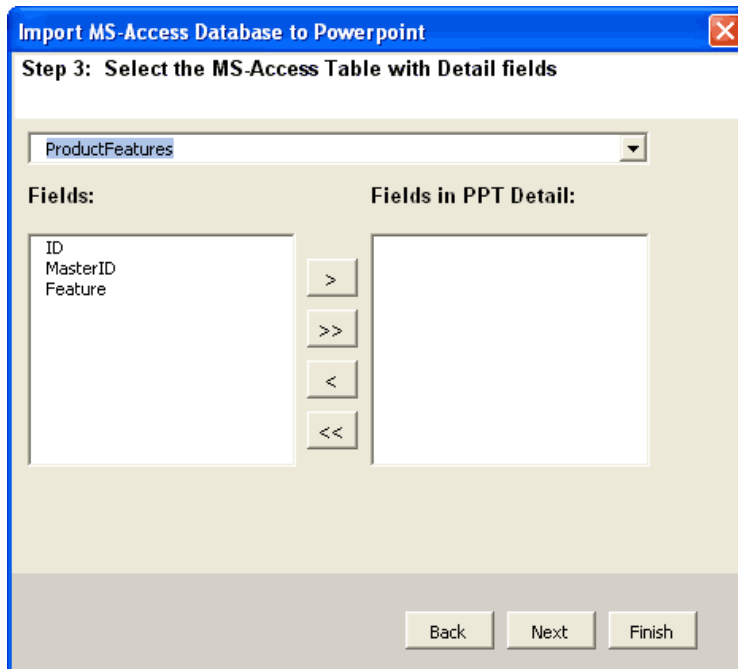 Import MS-Access Database to Powerpoint
Step 3: Select the MS-Access Table with Detail fields
ProductFeatures
Fields:
Fields in PPT Detail:
ID
MasterID
Feature
>
>>
<
<<
Back Next Finish